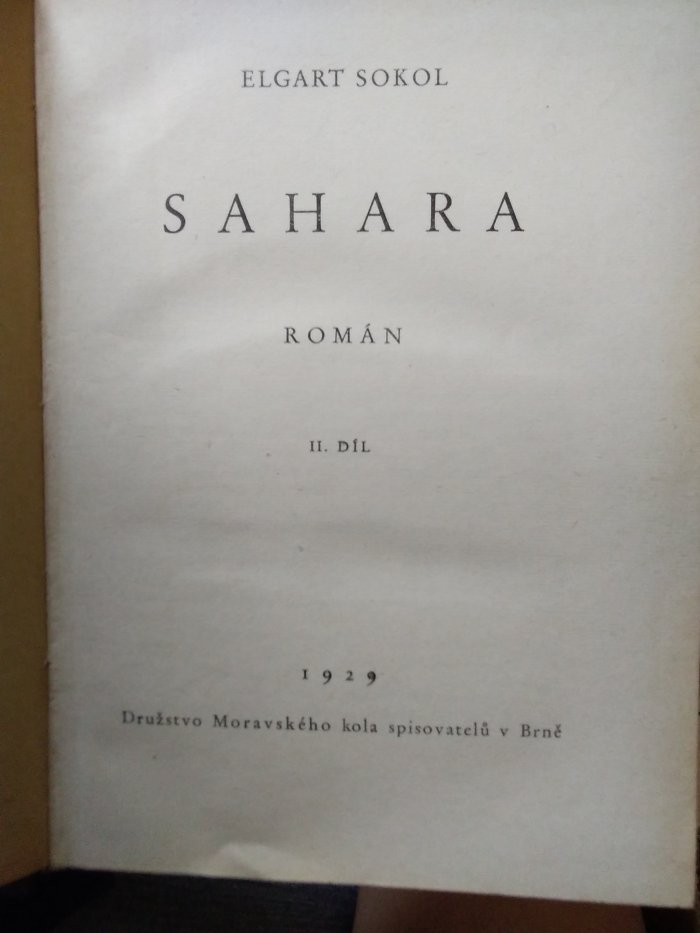 ELGART SOKOL
SAHARA
ROMÁN
II. DÍL
1929
Družstvo Moravského kola spisovatelů v Brně